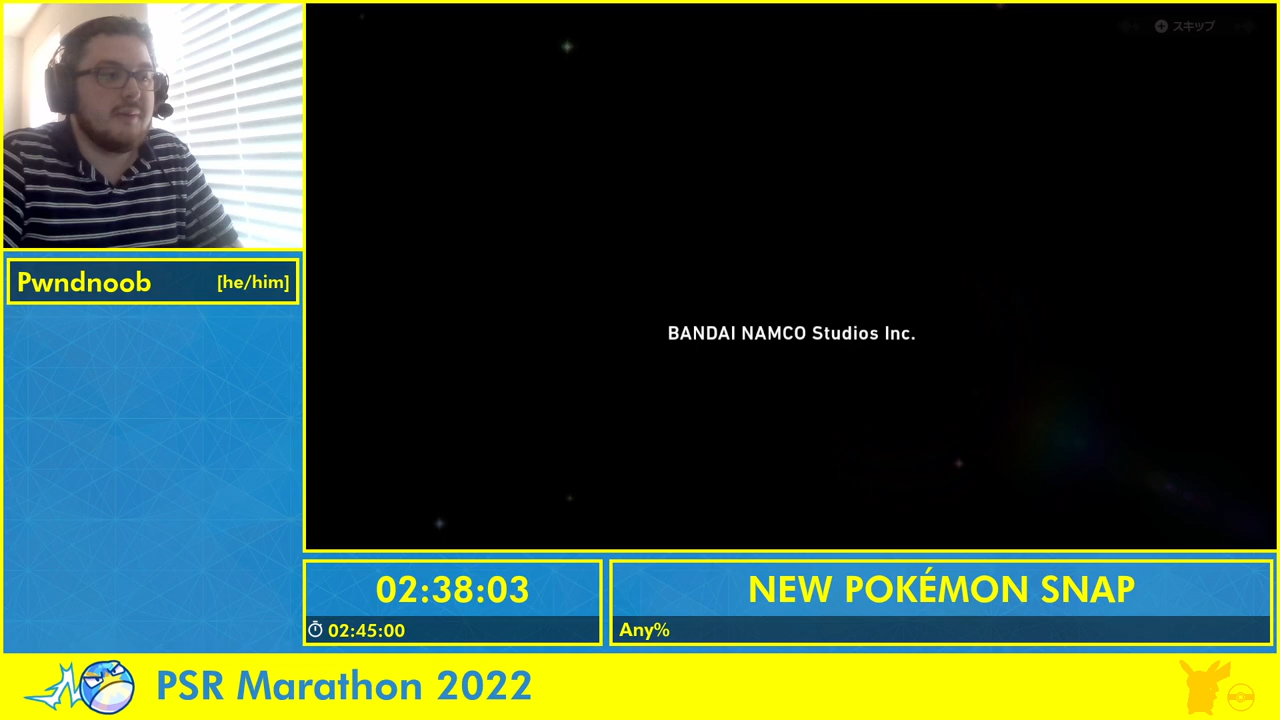 スキップ
BANDAI NAMCO Studios Inc.
Pwndnoob [he/him]
02:38:03
02:45:00
NEW POKÉMON SNAP
Any%
PSR Marathon 2022